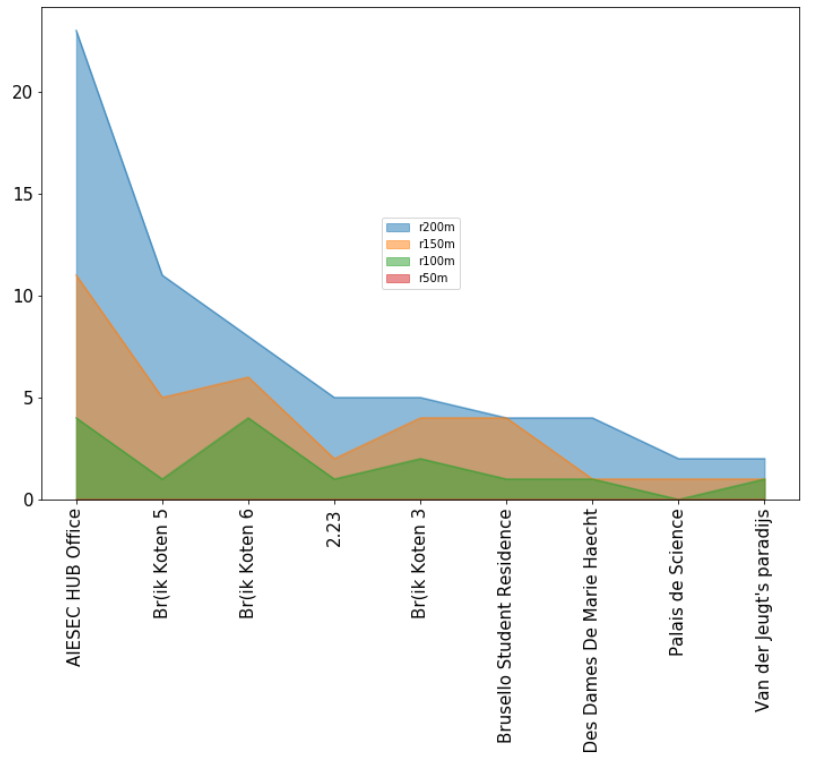 20
15
10
5
0
r200m
r150m
r100m
r50m
AIESEC HUB Office
Br(ik Koten 5
Br(ik Koten 6
2.23
Br(ik Koten 3
Brusello Student Residence
Des Dames De Marie Haecht
Palais de Science
Van der Jeugt's paradijs